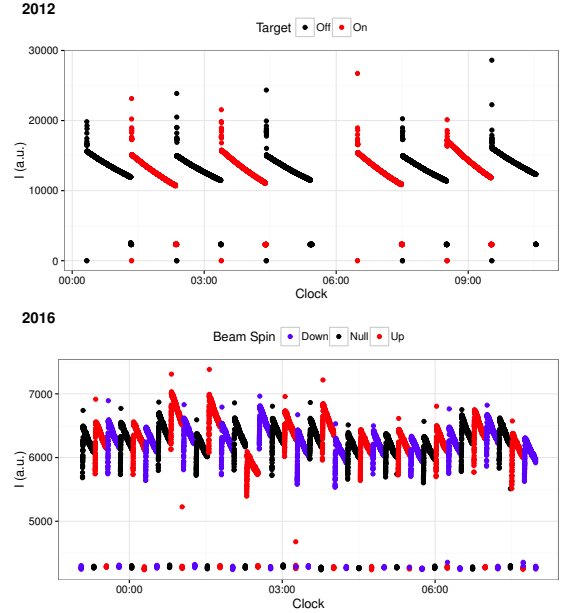 2012
Target Off On
30000
20000
10000
0
I (a.u.)
00:00 03:00 06:00 09:00
Clock
2016
Beam Spin Down Null Up
7000
6000
5000
I (a.u.)
00:00 03:00 06:00
Clock